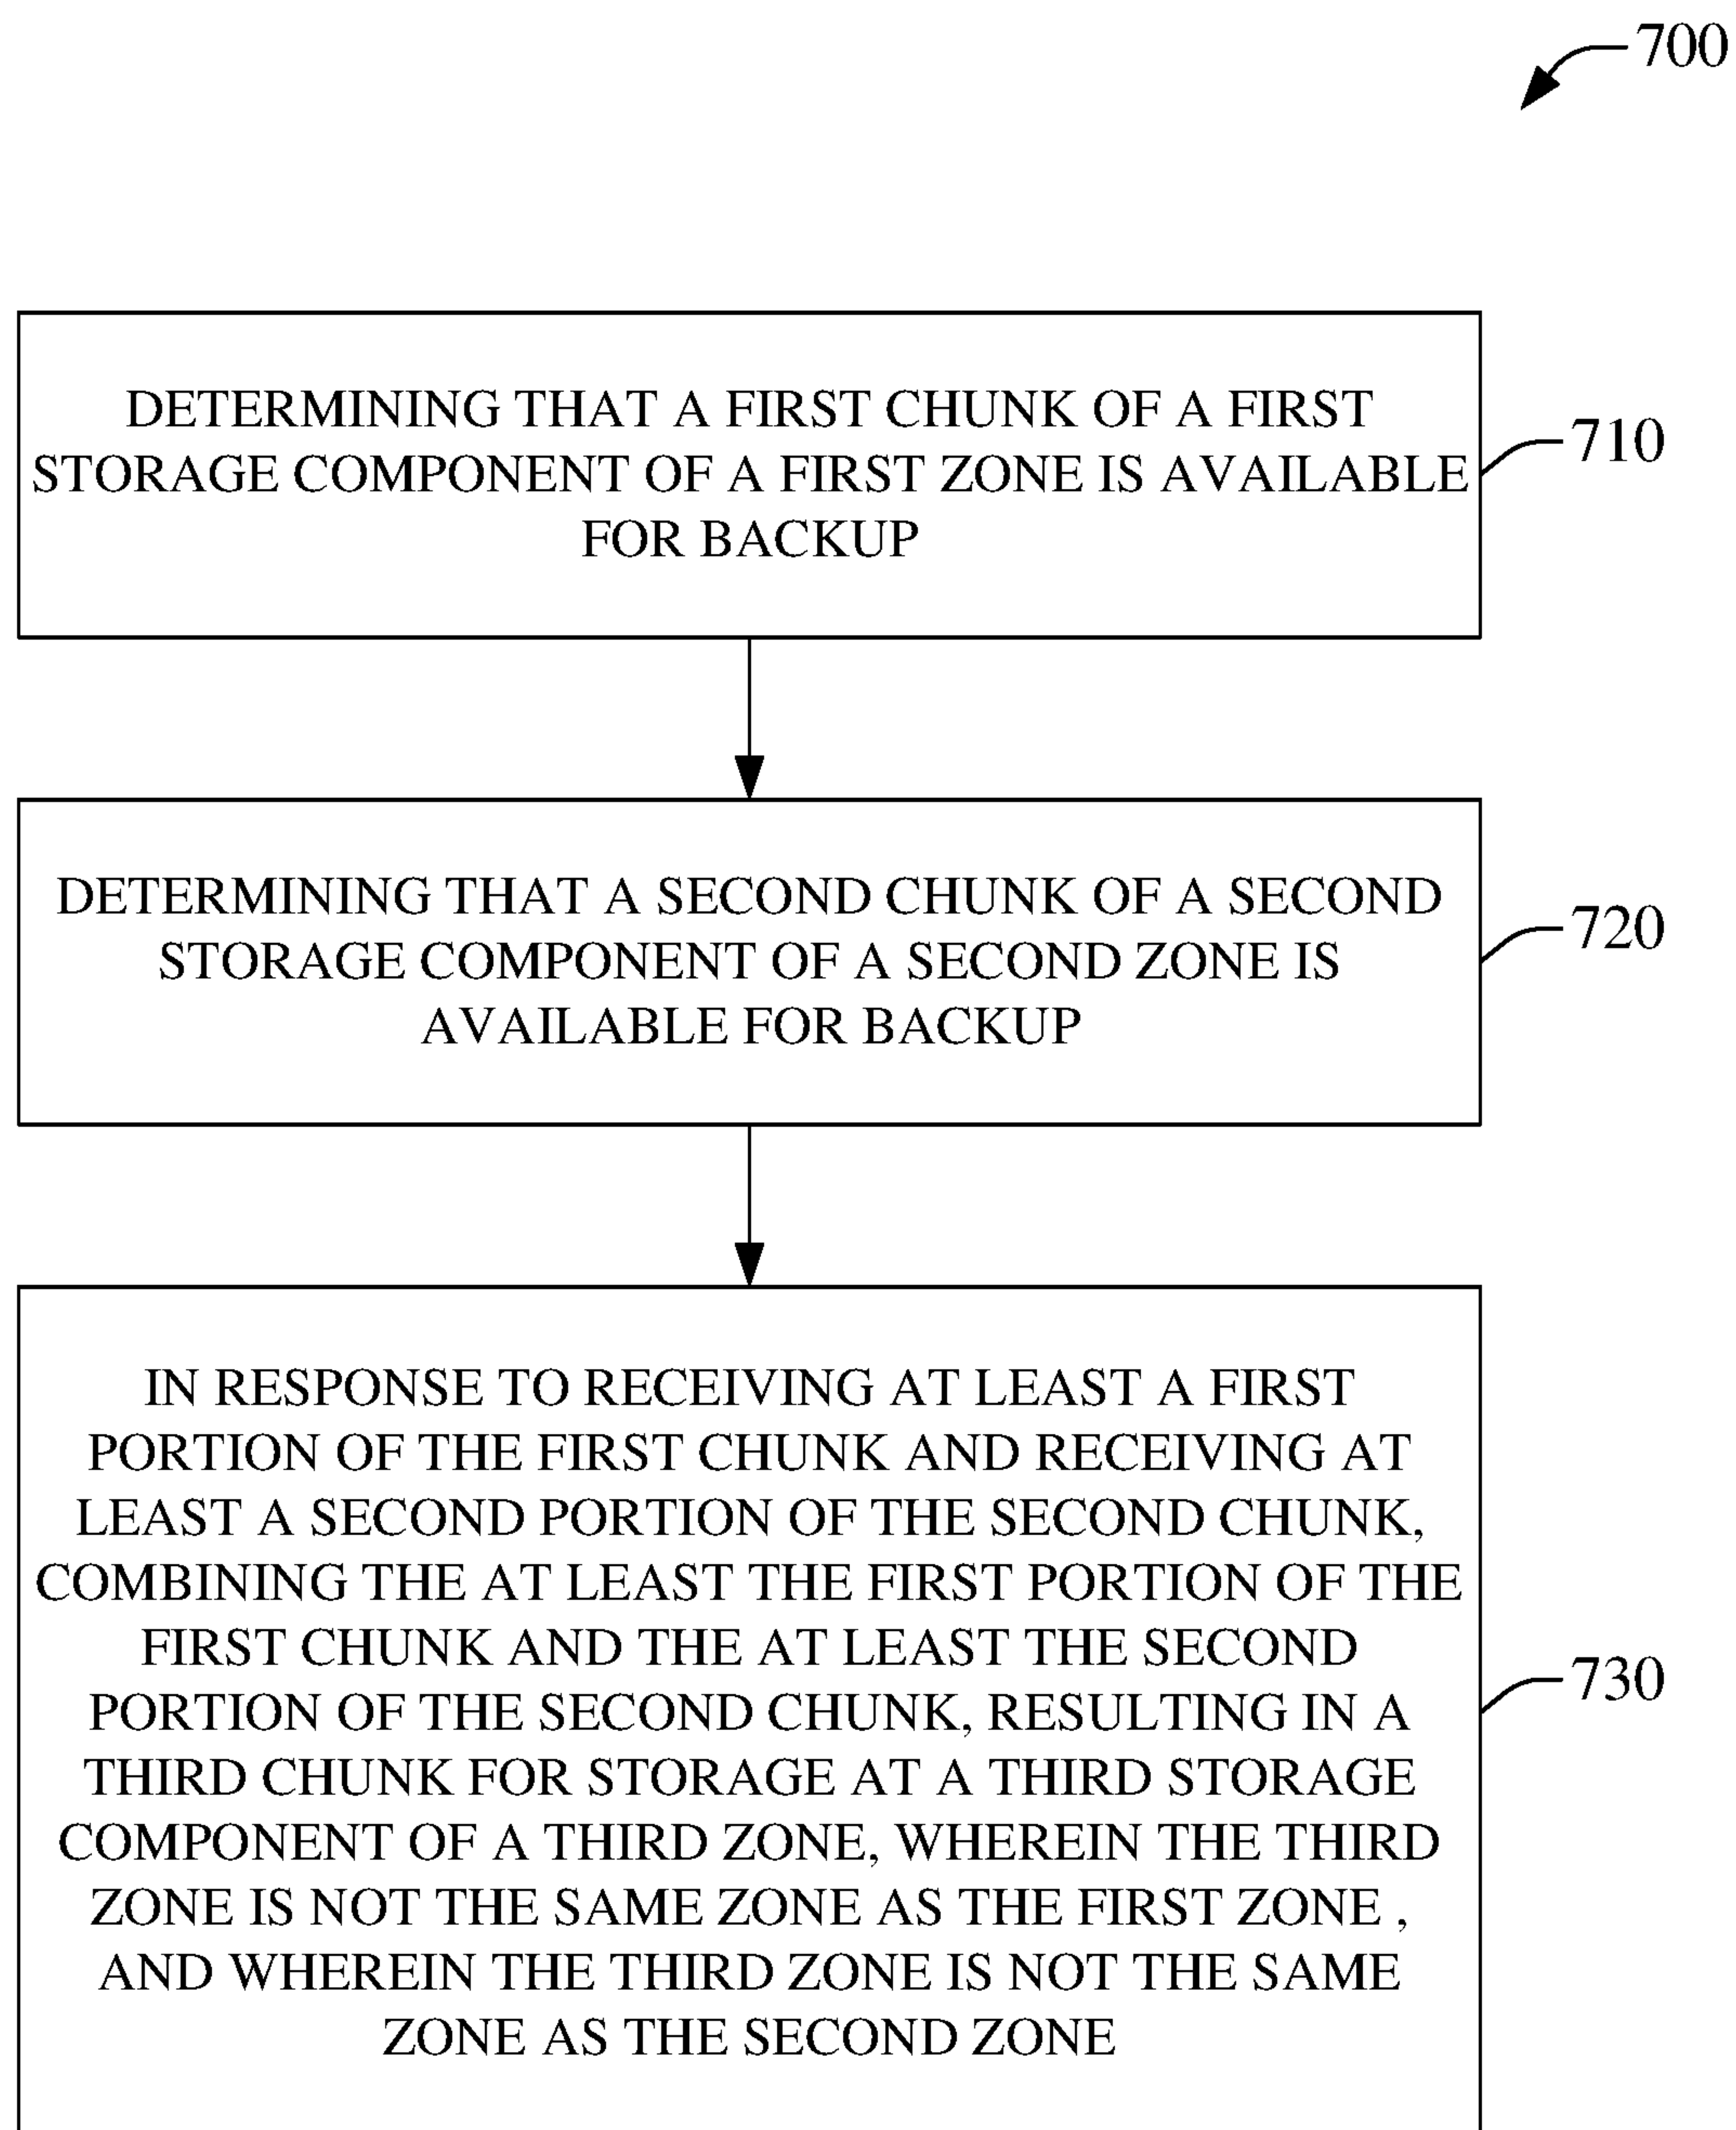 700
DETERMINING THAT A FIRST CHUNK OF A FIRST
STORAGE COMPONENT OF A FIRST ZONE IS AVAILABLE
FOR BACKUP
710
DETERMINING THAT A SECOND CHUNK OF A SECOND
STORAGE COMPONENT OF A SECOND ZONE IS
AVAILABLE FOR BACKUP
720
IN RESPONSE TO RECEIVING AT LEAST A FIRST
PORTION OF THE FIRST CHUNK AND RECEIVING AT
LEAST A SECOND PORTION OF THE SECOND CHUNK,
COMBINING THE AT LEAST THE FIRST PORTION OF THE
FIRST CHUNK AND THE AT LEAST THE SECOND
PORTION OF THE SECOND CHUNK, RESULTING IN A
THIRD CHUNK FOR STORAGE AT A THIRD STORAGE
COMPONENT OF A THIRD ZONE, WHEREIN THE THIRD
ZONE IS NOT THE SAME ZONE AS THE FIRST ZONE ,
AND WHEREIN THE THIRD ZONE IS NOT THE SAME
ZONE AS THE SECOND ZONE
730